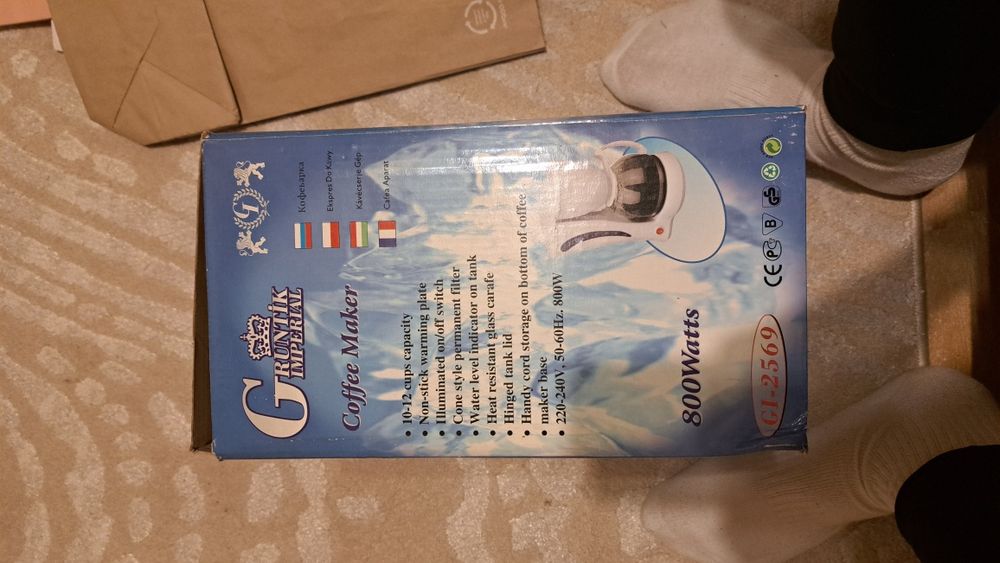 GRUNTIK
IMPERIAL
Кофеварка
Ekspres Do Kawy
Kávécserje Gép
Cafea Aparat
Coffee Maker
• 10-12 cups capacity
• Non-stick warming plate
• Illuminated on/off switch
• Cone style permanent filter
• Water level indicator on tank
• Heat resistant glass carafe
• Hinged tank lid
• Handy cord storage on bottom of coffee
• maker base
• 220-240V, 50-60Hz. 800W
800Watts
CE PC B GS
GI-2569